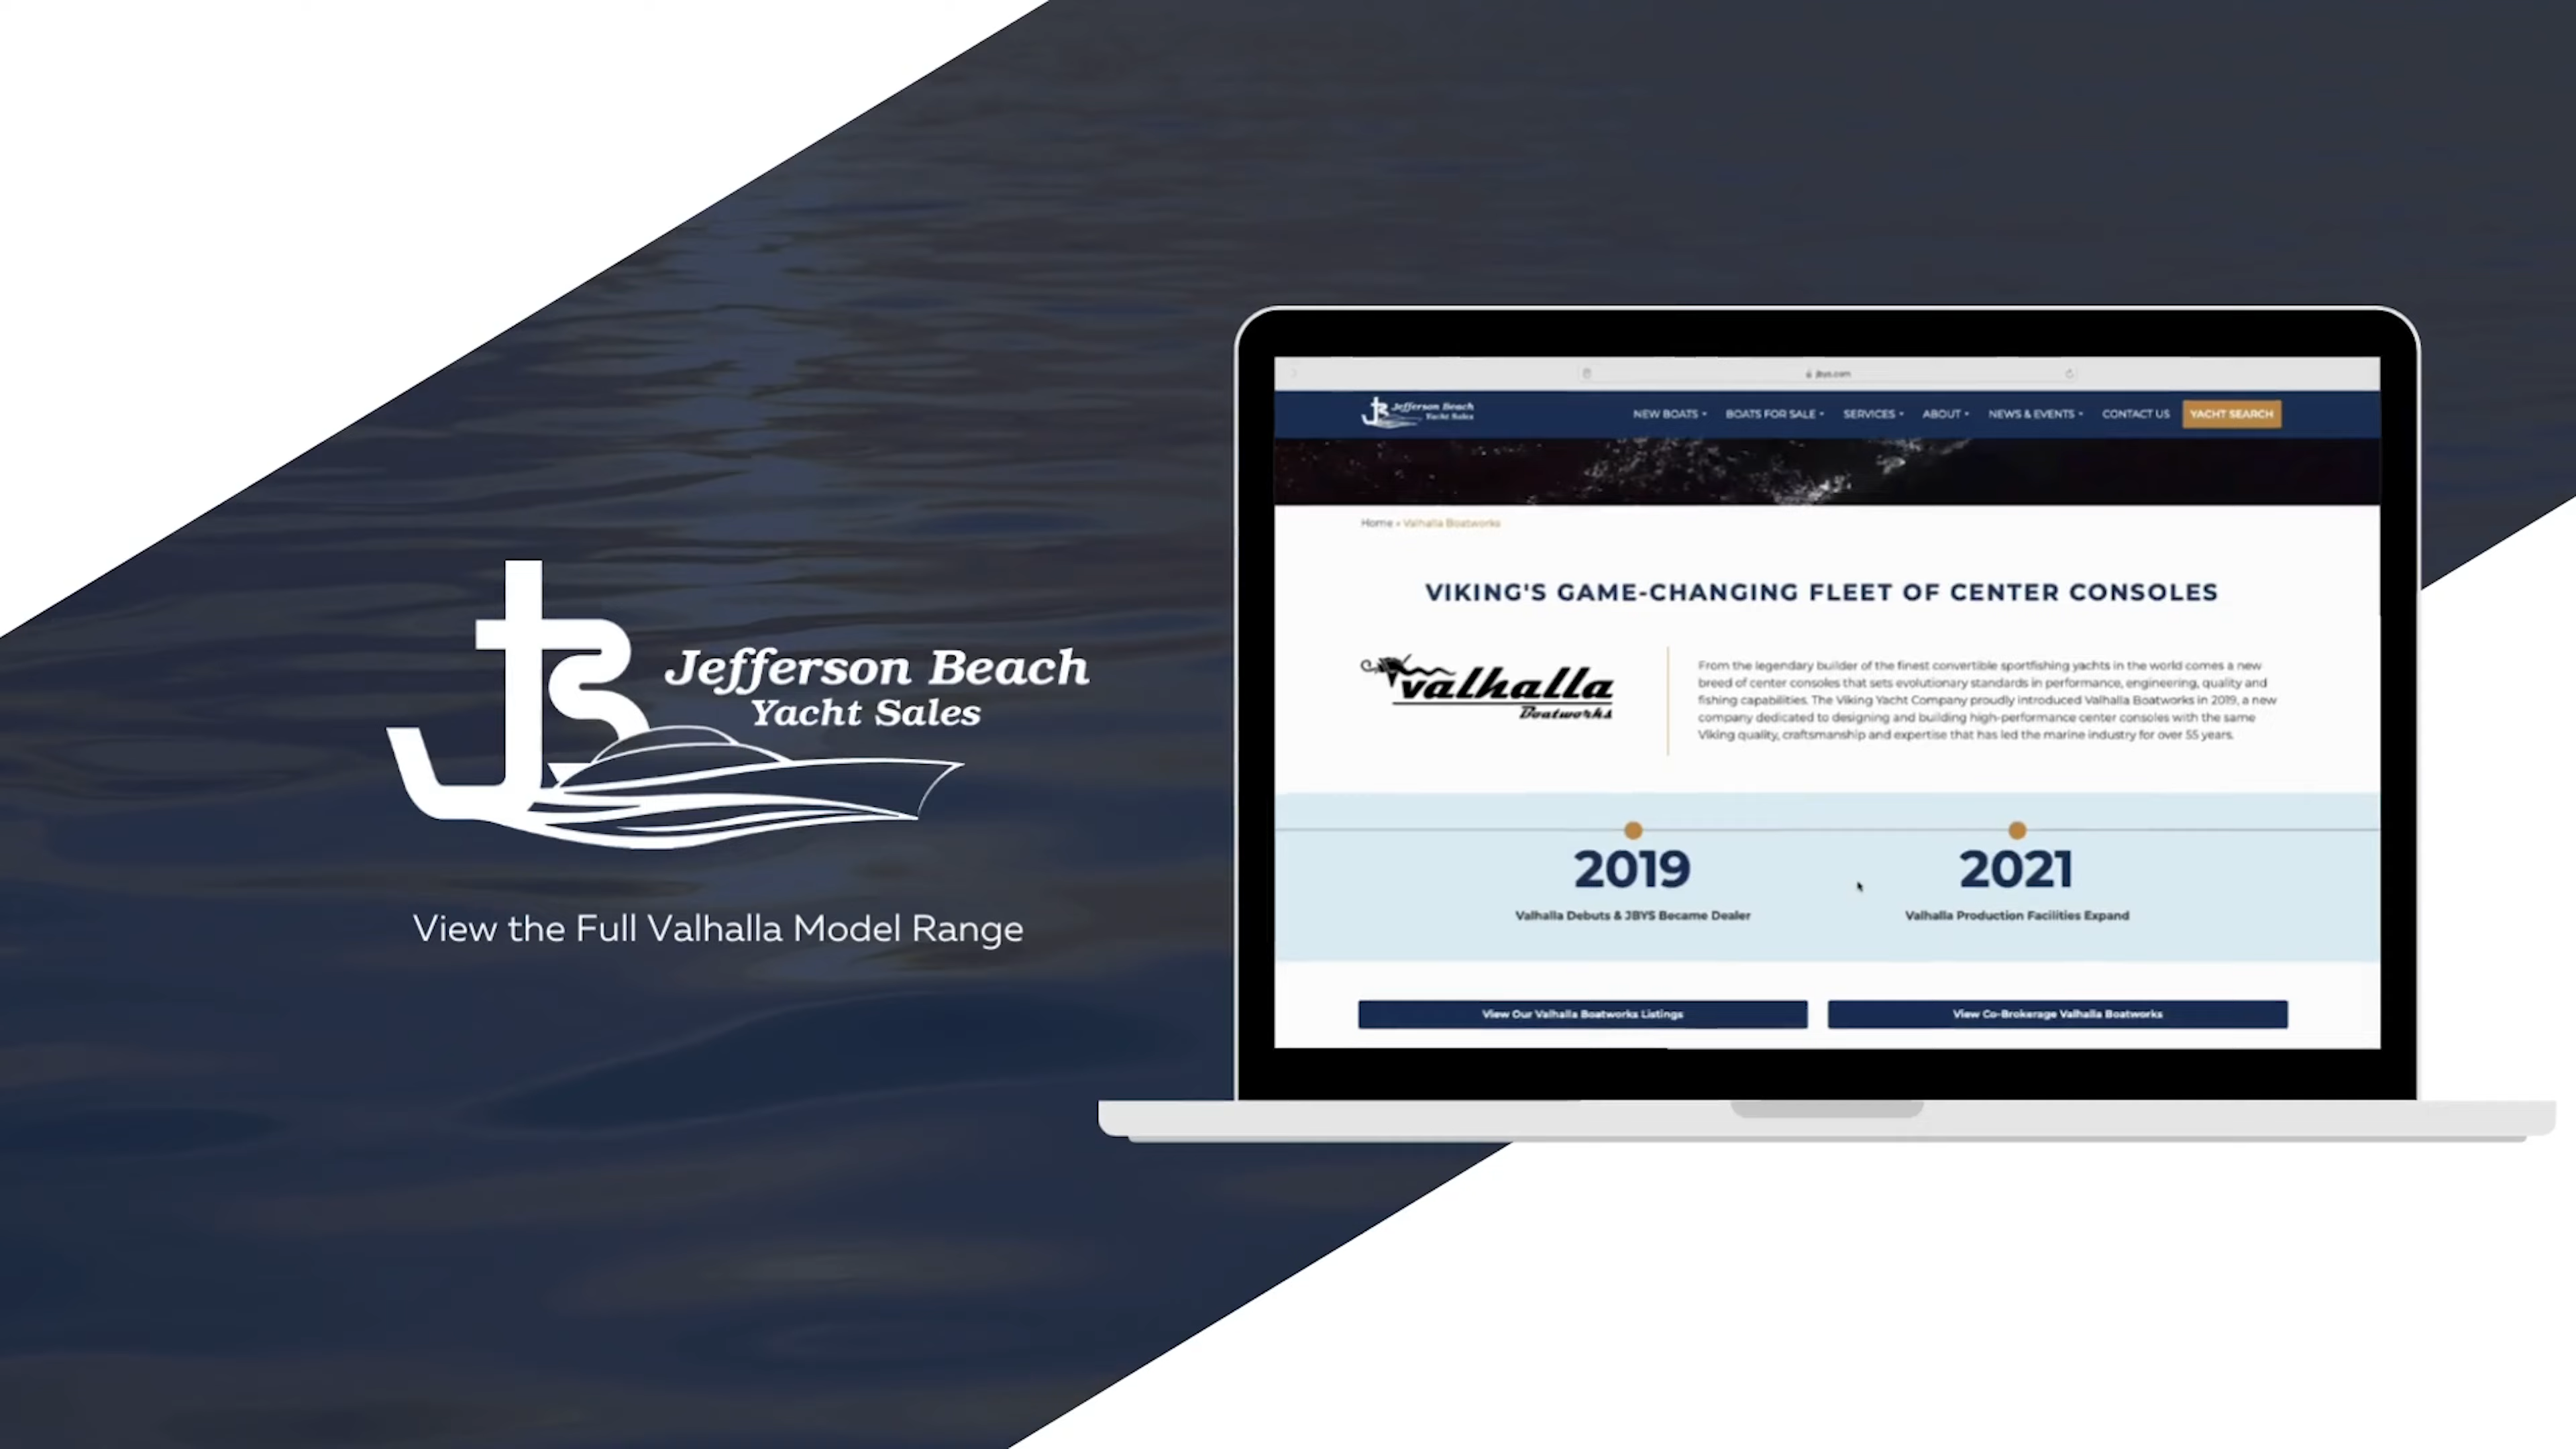 JB
Jefferson Beach
Yacht Sales
View the Full Valhalla Model Range
jbys.com
JB Jefferson Beach
Yacht Sales
NEW BOATS BOATS FOR SALE SERVICES ABOUT NEWS & EVENTS CONTACT US YACHT SEARCH
Home » Valhalla Boatworks
VIKING'S GAME-CHANGING FLEET OF CENTER CONSOLES
valhalla
Boatworks
From the legendary builder of the finest convertible sportfishing yachts in the world comes a new
breed of center consoles that sets evolutionary standards in performance, engineering, quality and
fishing capabilities. The Viking Yacht Company proudly introduced Valhalla Boatworks in 2019, a new
company dedicated to designing and building high-performance center consoles with the same
Viking quality, craftsmanship and expertise that has led the marine industry for over 55 years.
2019
Valhalla Debuts & JBYS Became Dealer
2021
Valhalla Production Facilities Expand
View Our Valhalla Boatworks Listings
View Co-Brokerage Valhalla Boatworks